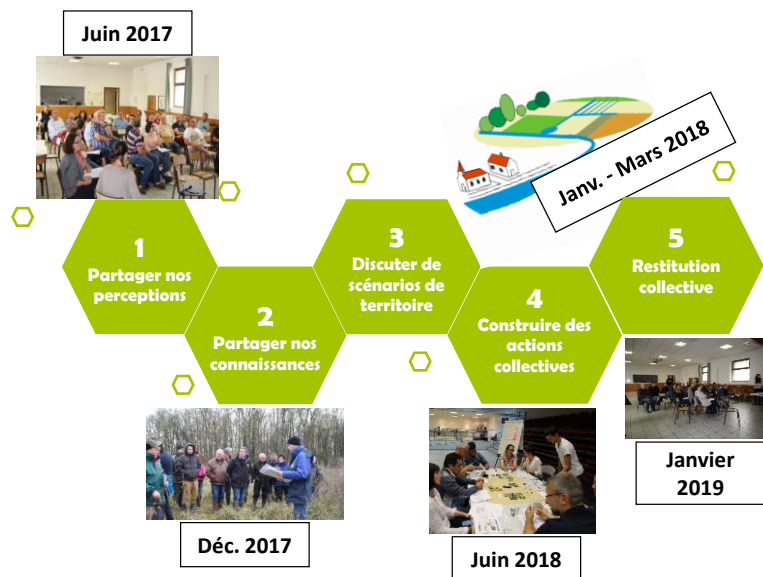 Juin 2017
Janv. - Mars 2018
1
Partager nos
perceptions
2
Partager nos
connaissances
3
Discuter de
scénarios de
territoire
4
Construire des
actions
collectives
5
Restitution
collective
Déc. 2017
Juin 2018
Janvier
2019